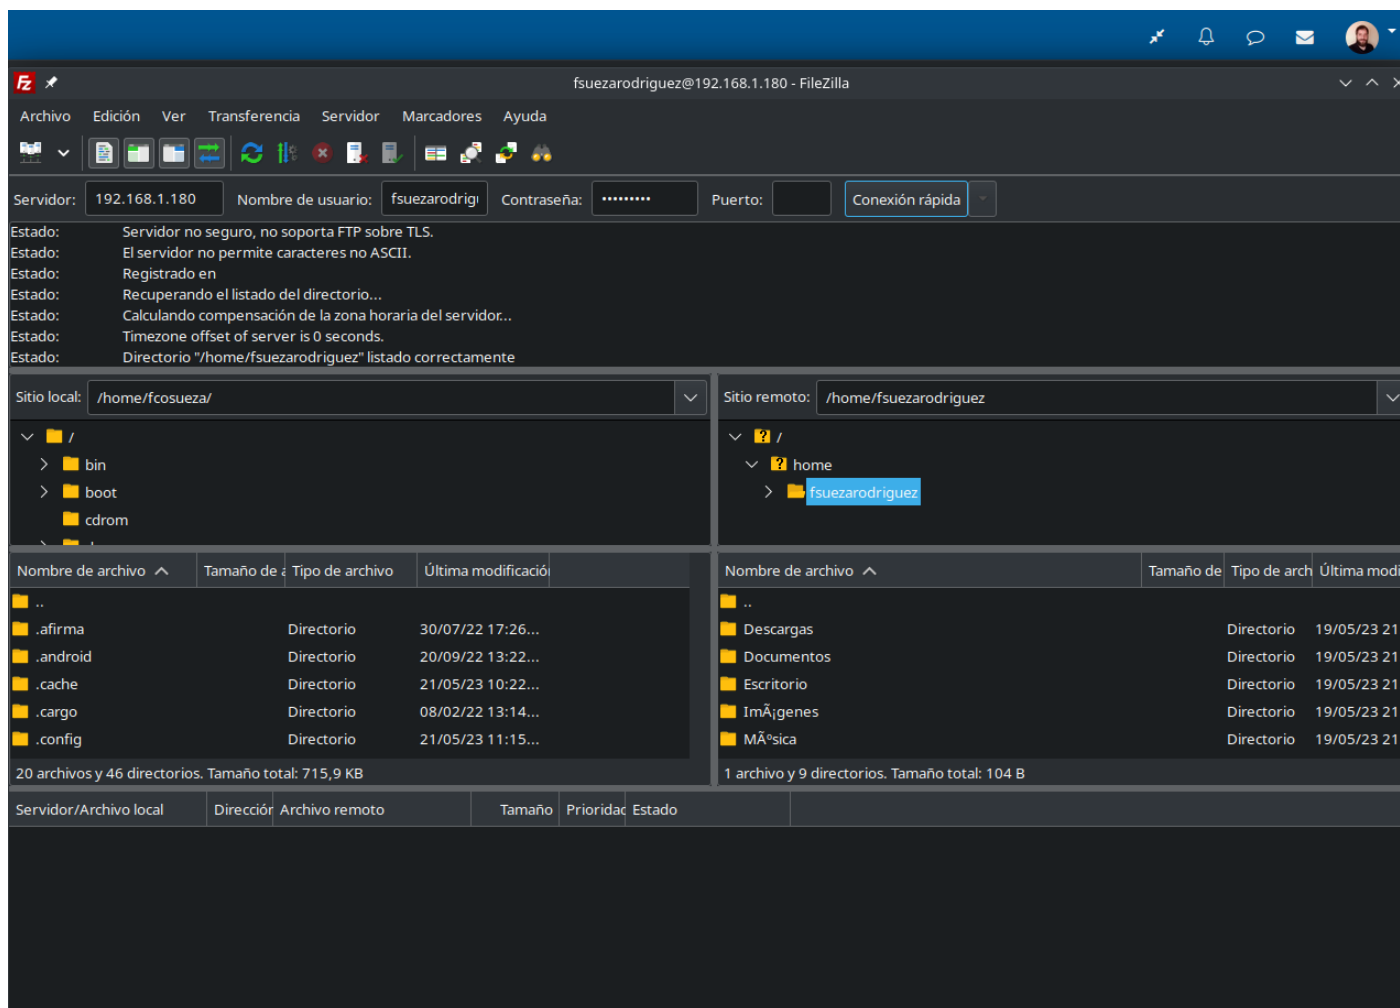 fsuezarodriguez@192.168.1.180 - FileZilla
Archivo Edición Ver Transferencia Servidor Marcadores Ayuda
Servidor: 192.168.1.180 Nombre de usuario: fsuezarodrigu Contraseña: ••••••••• Puerto: Conexión rápida
Estado: Servidor no seguro, no soporta FTP sobre TLS.
Estado: El servidor no permite caracteres no ASCII.
Estado: Registrado en
Estado: Recuperando el listado del directorio...
Estado: Calculando compensación de la zona horaria del servidor...
Estado: Timezone offset of server is 0 seconds.
Estado: Directorio "/home/fsuezarodriguez" listado correctamente
Sitio local: /home/fcosueza/
/
bin
boot
cdrom
Sitio remoto: /home/fsuezarodriguez
/
home
fsuezarodriguez
Nombre de archivo Tamaño de a Tipo de archivo Última modificación
..
.afirma Directorio 30/07/22 17:26...
.android Directorio 20/09/22 13:22...
.cache Directorio 21/05/23 10:22...
.cargo Directorio 08/02/22 13:14...
.config Directorio 21/05/23 11:15...
20 archivos y 46 directorios. Tamaño total: 715,9 KB
Nombre de archivo Tamaño de Tipo de arch Última modi
..
Descargas Directorio 19/05/23 21
Documentos Directorio 19/05/23 21
Escritorio Directorio 19/05/23 21
ImÃ¡genes Directorio 19/05/23 21
MÃºsica Directorio 19/05/23 21
1 archivo y 9 directorios. Tamaño total: 104 B
Servidor/Archivo local Dirección Archivo remoto Tamaño Prioridad Estado